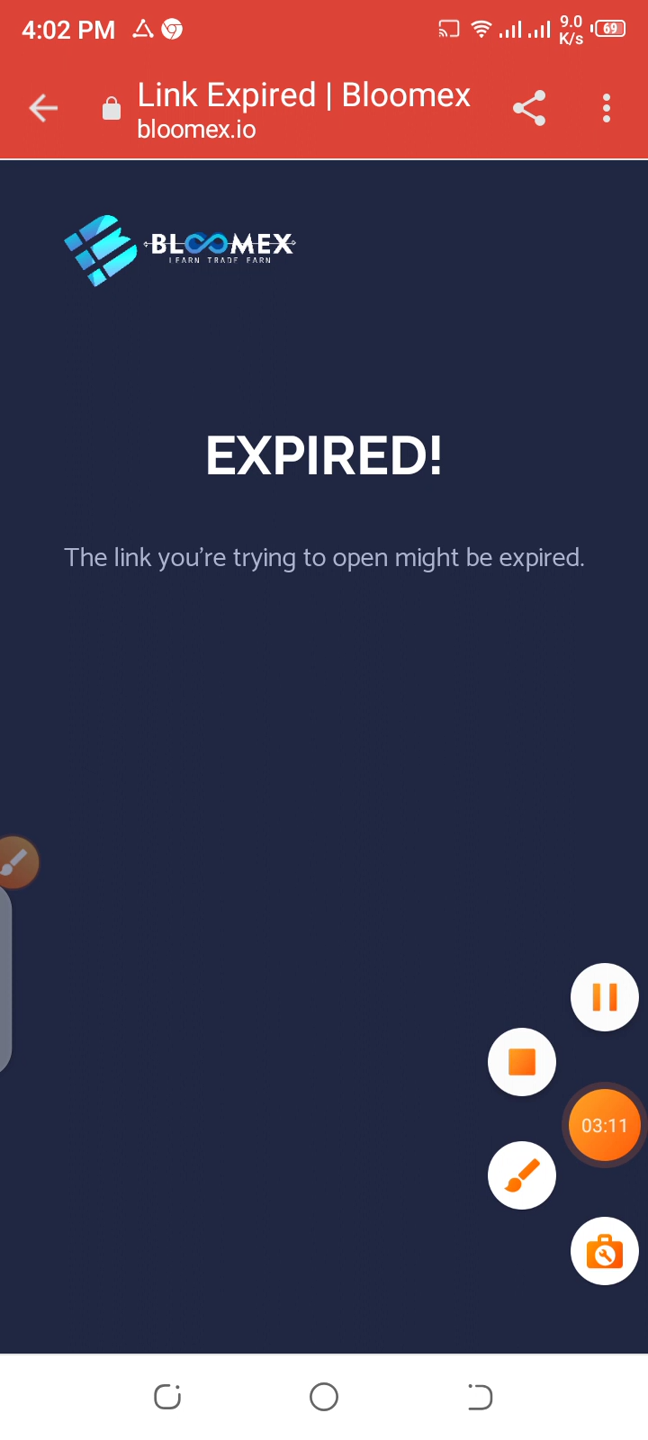 4:02 PM
9.0
K/s
69
Link Expired | Bloomex
bloomex.io
BLOOMEX
LEARN TRADE EARN
EXPIRED!
The link you're trying to open might be expired.
03:11